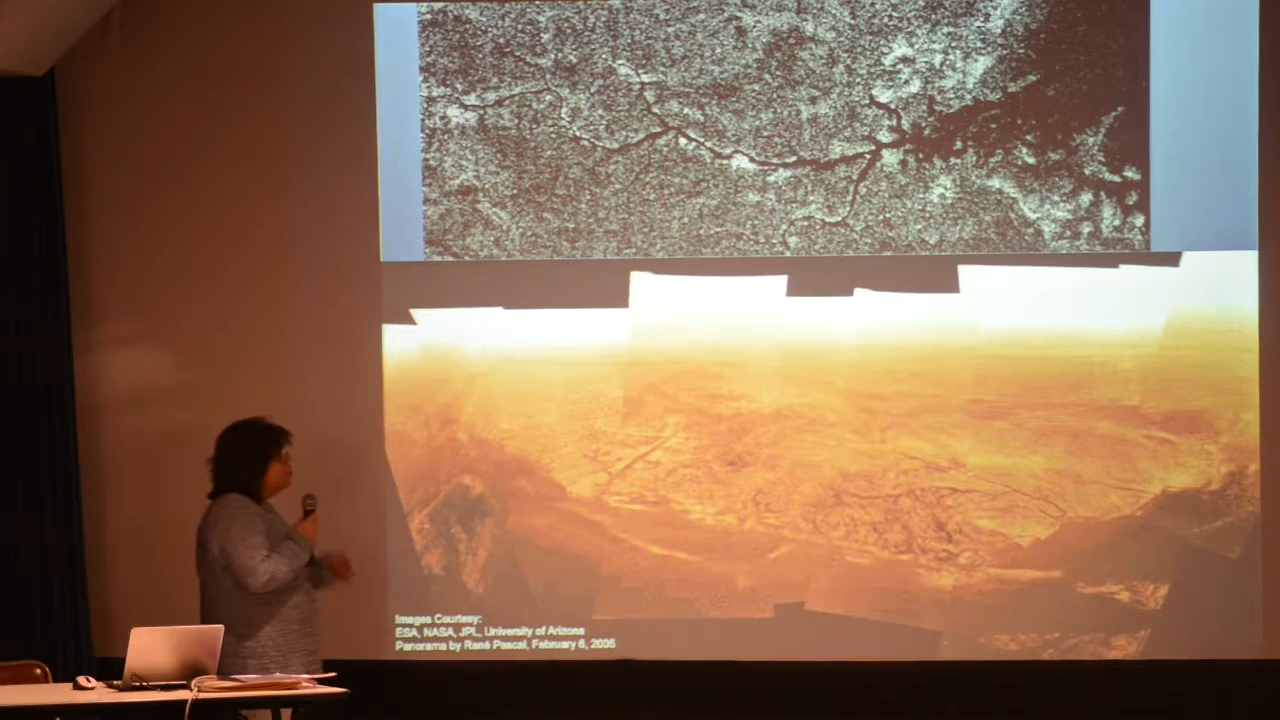 Images Courtesy:
ESA, NASA, JPL, University of Arizona
Panorama by René Pascal, February 6, 2005